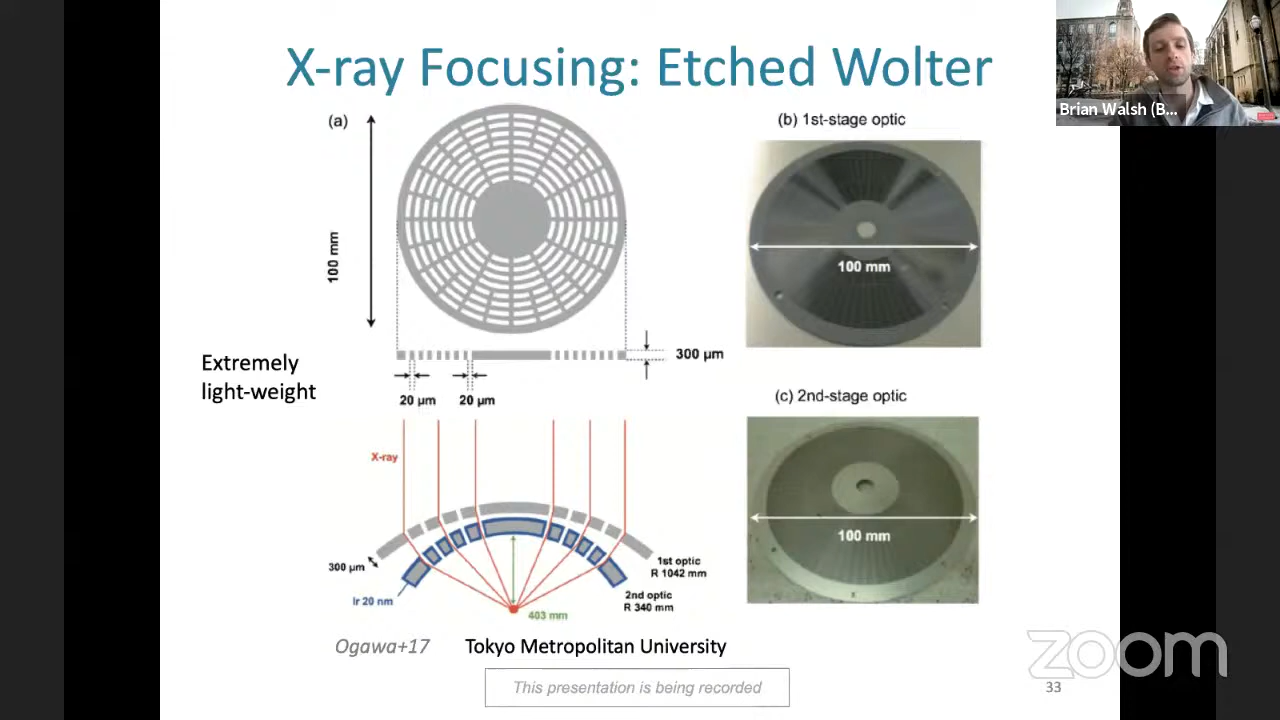 X-ray Focusing: Etched Wolter
Brian Walsh (B...
(a)
100 mm
300 µm
20 µm
20 µm
Extremely
light-weight
X-ray
300 µm
Ir 20 nm
1st optic
R 1042 mm
2nd optic
R 340 mm
403 mm
(b) 1st-stage optic
100 mm
(c) 2nd-stage optic
100 mm
Ogawa+17
Tokyo Metropolitan University
This presentation is being recorded
zoom
33